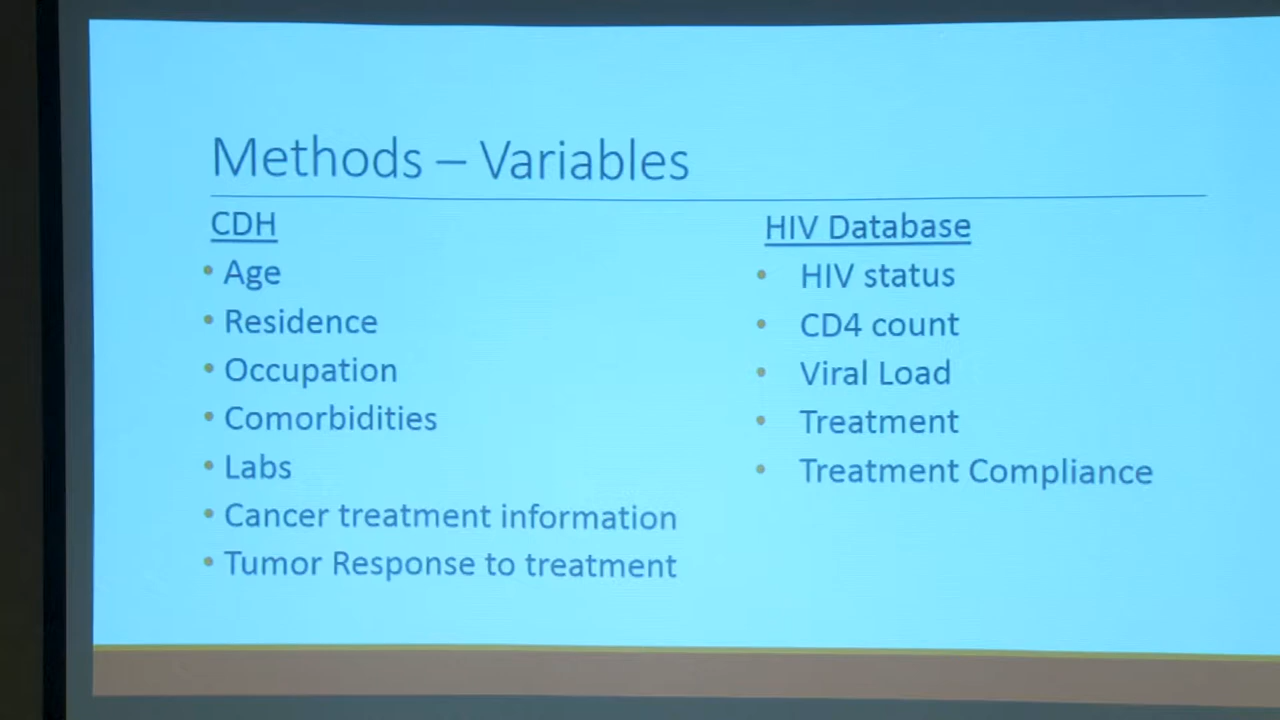 Methods – Variables
CDH
• Age
• Residence
• Occupation
• Comorbidities
• Labs
• Cancer treatment information
• Tumor Response to treatment
HIV Database
• HIV status
• CD4 count
• Viral Load
• Treatment
• Treatment Compliance